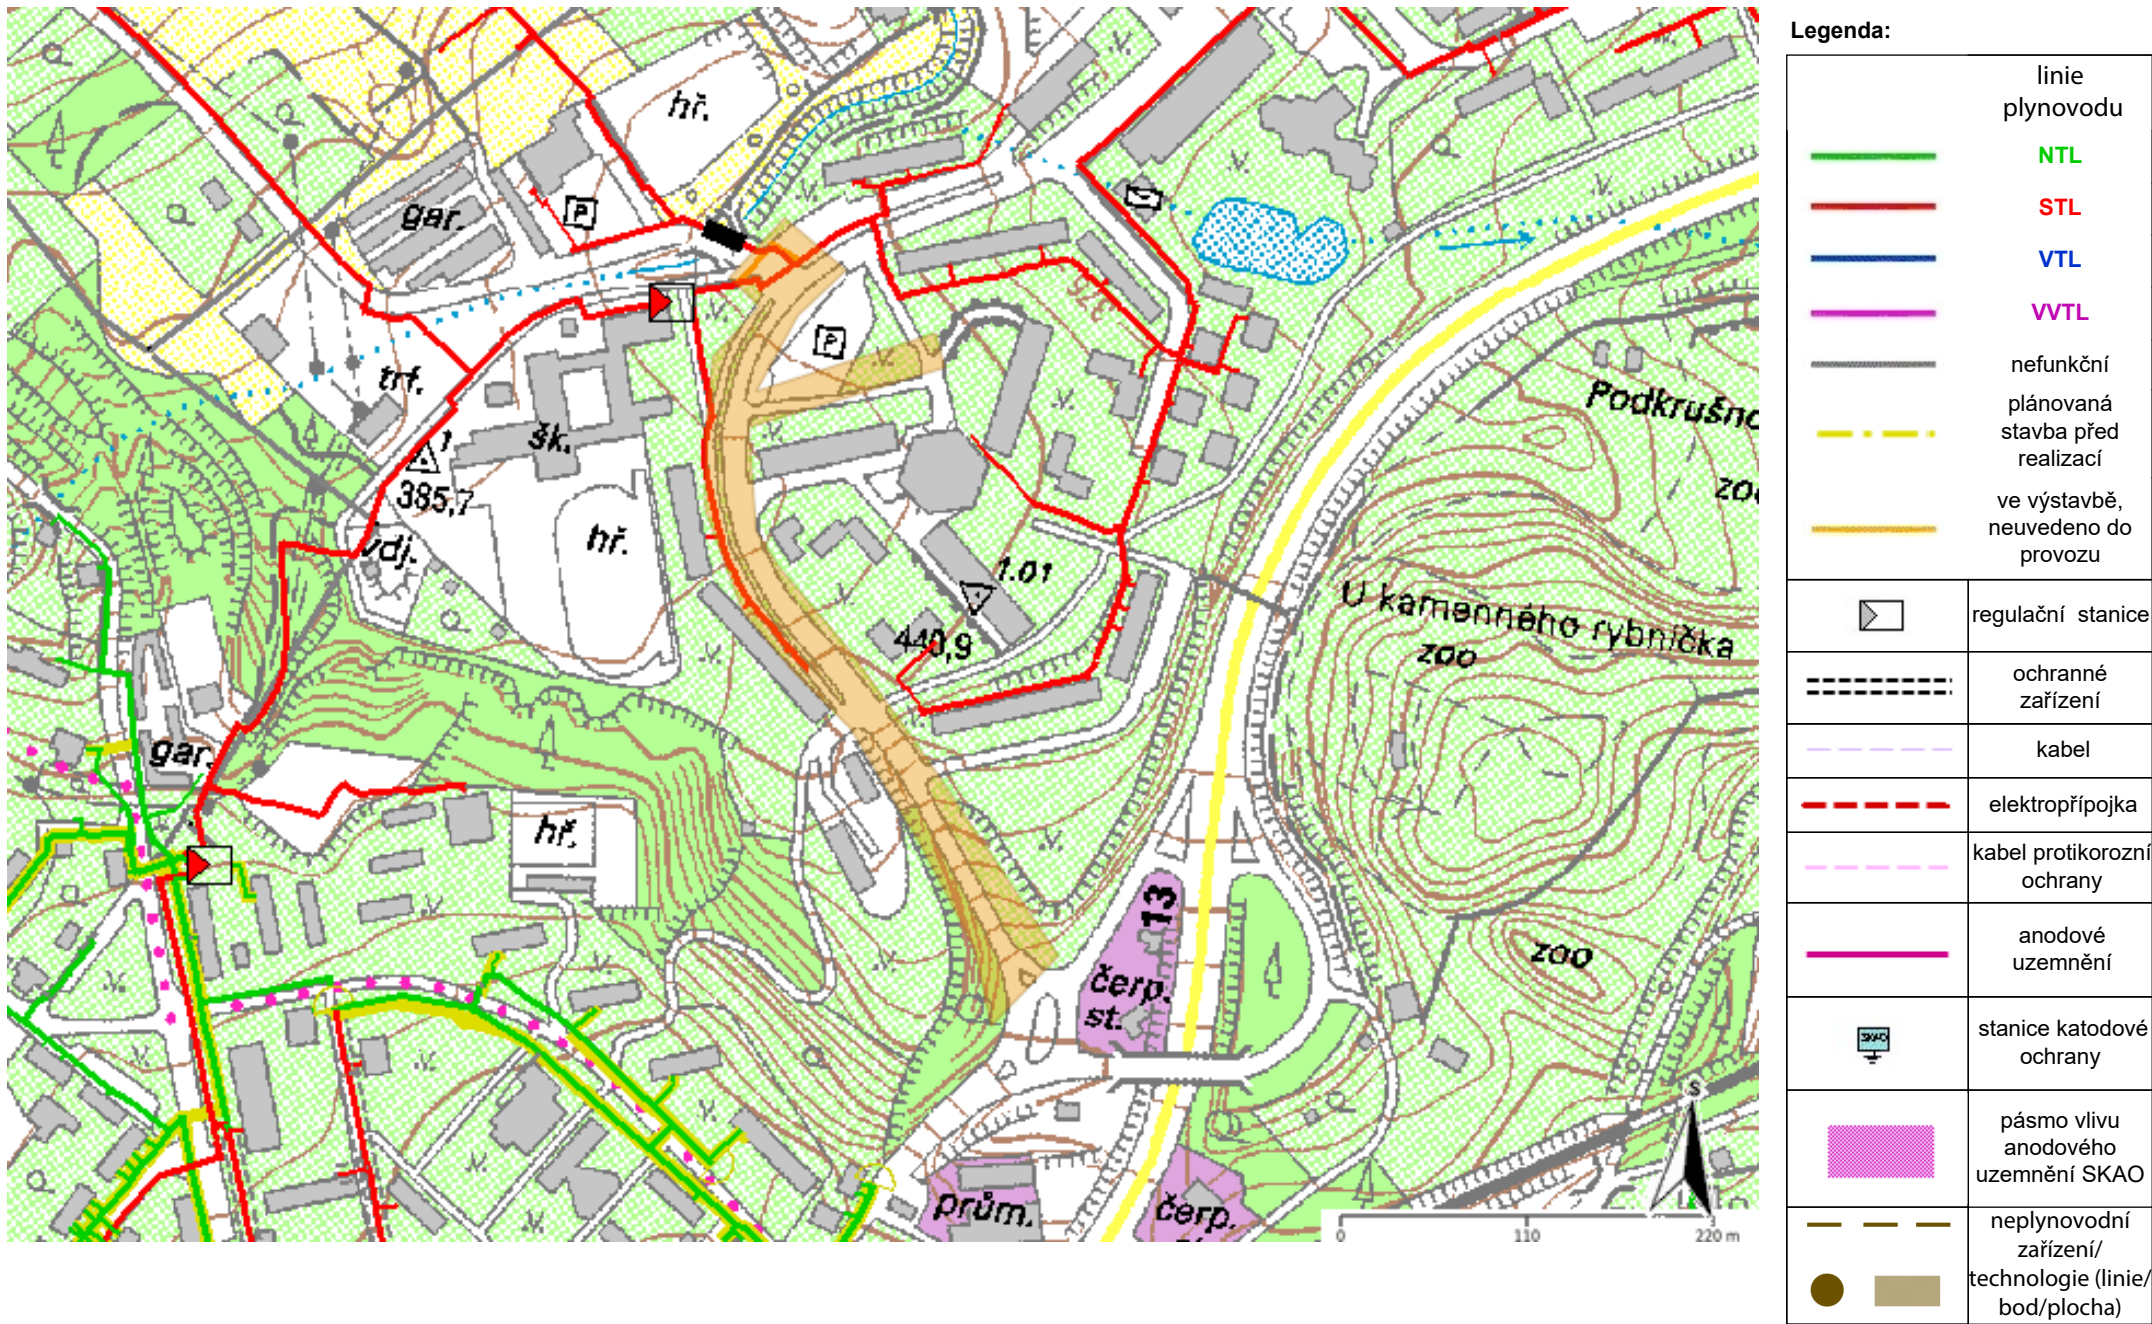 hř.
P
gar.
P
trf.
šk.
1
385,7
vdj.
hř.
1.01
440,9
Podkrušno
zoo
U kamenného rybníčka
zoo
gar.
hř.
13
čerp.
st.
zoo
prům.
čerp.
S
0
110
220 m
Legenda:
linie
plynovodu
NTL
STL
VTL
VVTL
nefunkční
plánovaná
stavba před
realizací
ve výstavbě,
neuvedeno do
provozu
regulační stanice
ochranné
zařízení
kabel
elektropřípojka
kabel protikorozní
ochrany
anodové
uzemnění
SKAO
stanice katodové
ochrany
pásmo vlivu
anodového
uzemnění SKAO
neplynovodní
zařízení/
technologie (linie/
bod/plocha)